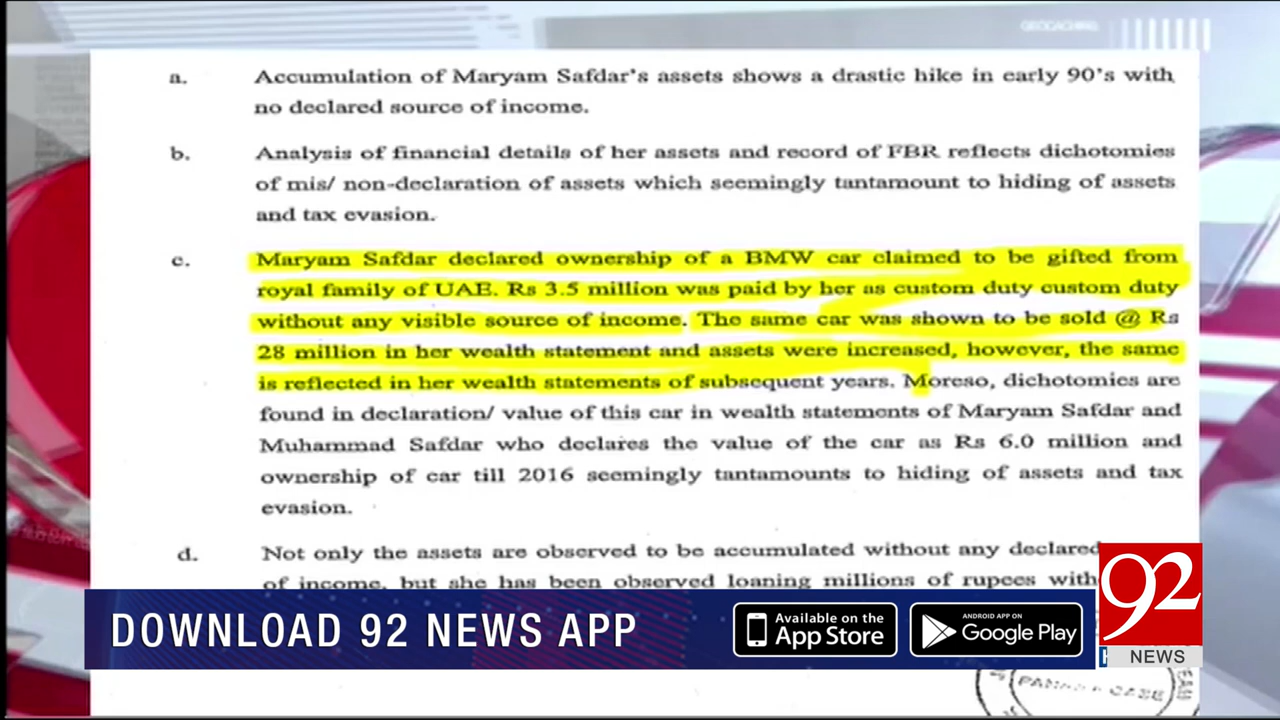 a. Accumulation of Maryam Safdar's assets shows a drastic hike in early 90's with
no declared source of income.
b. Analysis of financial details of her assets and record of FBR reflects dichotomies
of mis/ non-declaration of assets which seemingly tantamount to hiding of assets
and tax evasion.
c. Maryam Safdar declared ownership of a BMW car claimed to be gifted from
royal family of UAE. Rs 3.5 million was paid by her as custom duty custom duty
without any visible source of income. The same car was shown to be sold @ Rs
28 million in her wealth statement and assets were increased, however, the same
is reflected in her wealth statements of subsequent years. Moreso, dichotomies are
found in declaration/ value of this car in wealth statements of Maryam Safdar and
Muhammad Safdar who declares the value of the car as Rs 6.0 million and
ownership of car till 2016 seemingly tantamounts to hiding of assets and tax
evasion.
d. Not only the assets are observed to be accumulated without any declared
of income, but she has been observed loaning millions of rupees
DOWNLOAD 92 NEWS APP
Available on the
App Store
ANDROID APP ON
Google Play
92
NEWS
PANAMA CASE